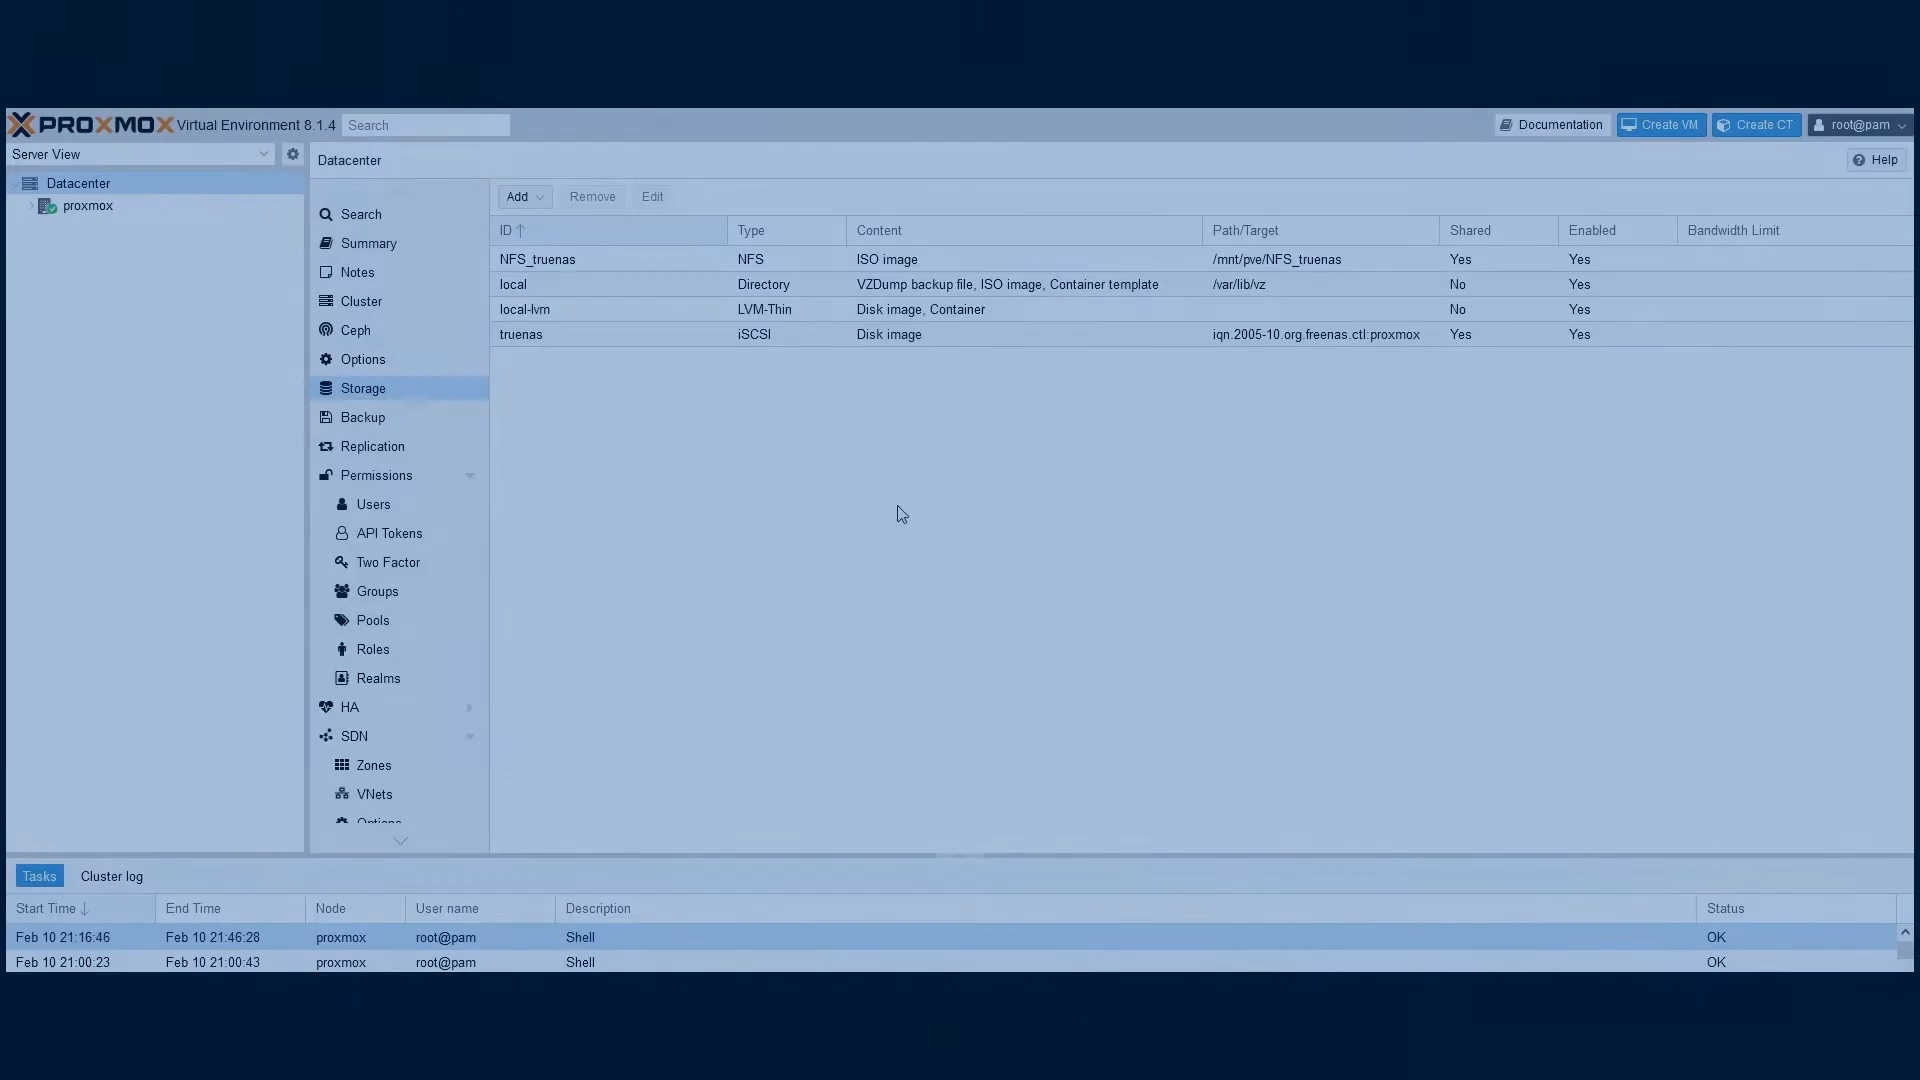 PROXMOX Virtual Environment 8.1.4 Search Documentation Create VM Create CT root@pam
Server View
Datacenter
proxmox
Datacenter Help
Search
Summary
Notes
Cluster
Ceph
Options
Storage
Backup
Replication
Permissions
Users
API Tokens
Two Factor
Groups
Pools
Roles
Realms
HA
SDN
Zones
VNets
Options
Add Remove Edit
ID Type Content Path/Target Shared Enabled Bandwidth Limit
NFS_truenas NFS ISO image /mnt/pve/NFS_truenas Yes Yes
local Directory VZDump backup file, ISO image, Container template /var/lib/vz No Yes
local-lvm LVM-Thin Disk image, Container No Yes
truenas iSCSI Disk image iqn.2005-10.org.freenas.ctl:proxmox Yes Yes
Tasks Cluster log
Start Time End Time Node User name Description Status
Feb 10 21:16:46 Feb 10 21:46:28 proxmox root@pam Shell OK
Feb 10 21:00:23 Feb 10 21:00:43 proxmox root@pam Shell OK